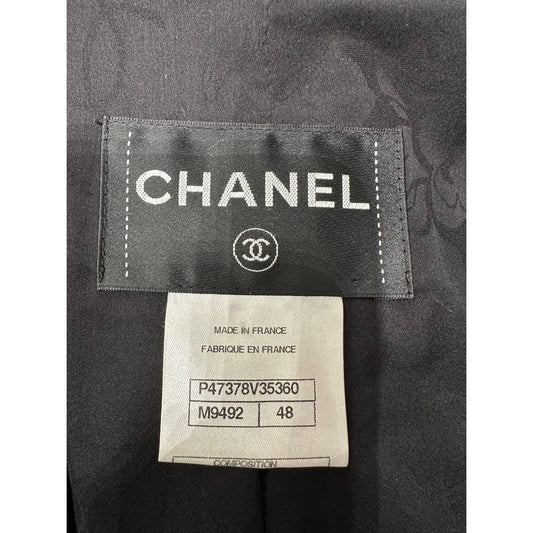 CHANEL
MADE IN FRANCE
FABRIQUE EN FRANCE
P47378V35360
M9492 48
COMPOSITION